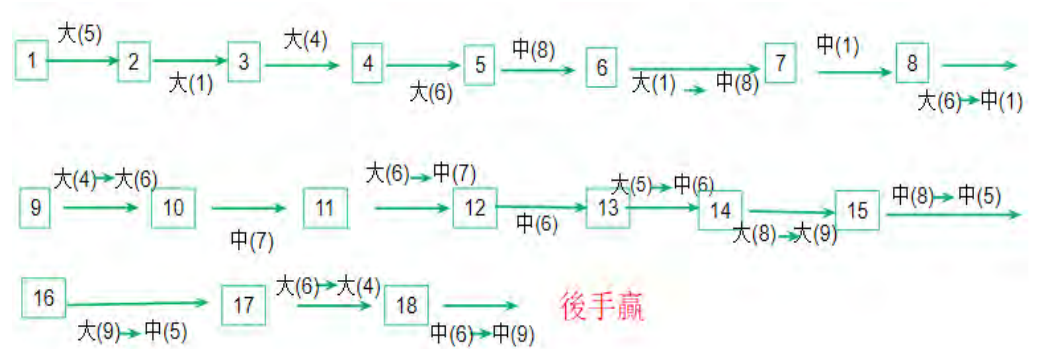 大(5) 大(4) 中(8) 中(1)
1 2 3 4 5 6 7 8
大(1) 大(6) 大(1)→中(8) 大(6)→中(1)
大(4)→大(6) 大(6)→中(7) 大(5)→中(6) 中(8)→中(5)
9 10 11 12 13 14 15
中(7) 中(6) 大(8)→大(9)
16 17 大(6)→大(4) 18 後手贏
大(9)→中(5) 中(6)→中(9)